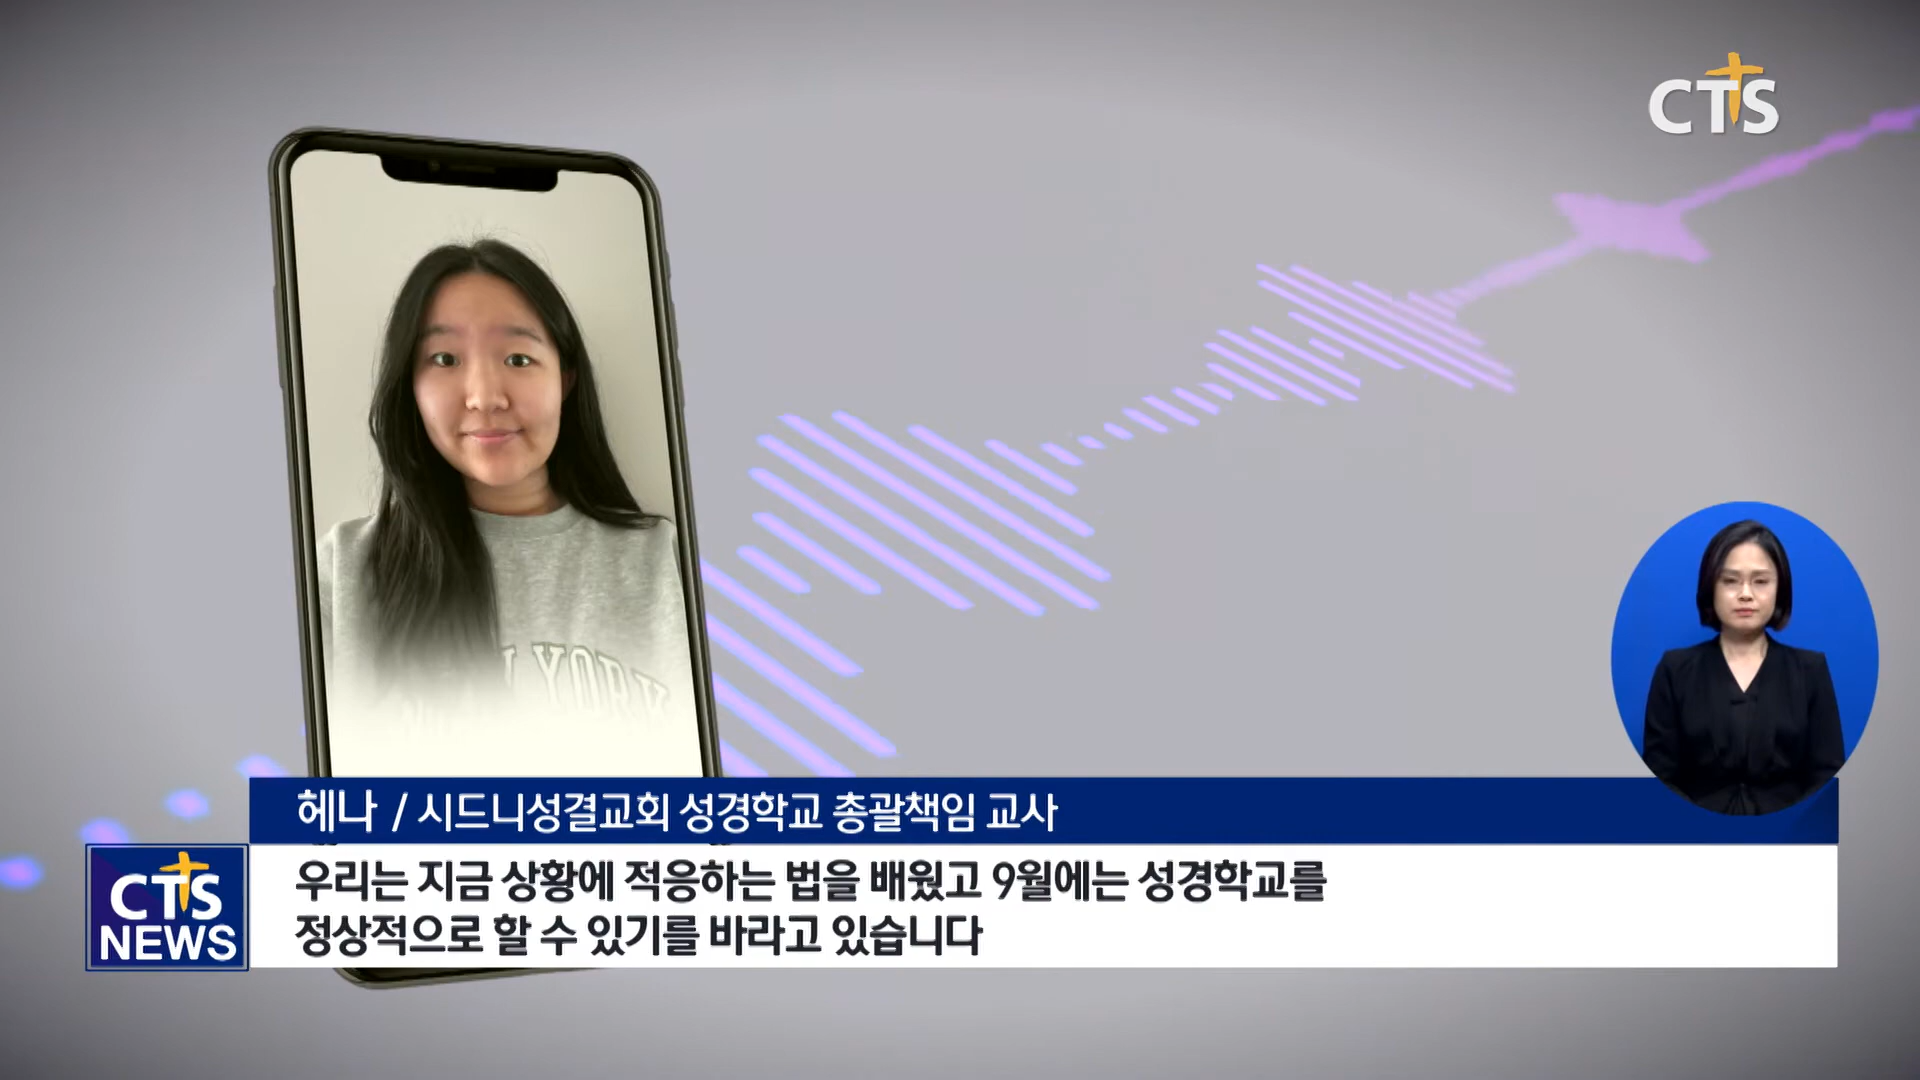 CTS
YORK
헤나 / 시드니성결교회 성경학교 총괄책임 교사
우리는 지금 상황에 적응하는 법을 배웠고 9월에는 성경학교를
정상적으로 할 수 있기를 바라고 있습니다
CTS
NEWS